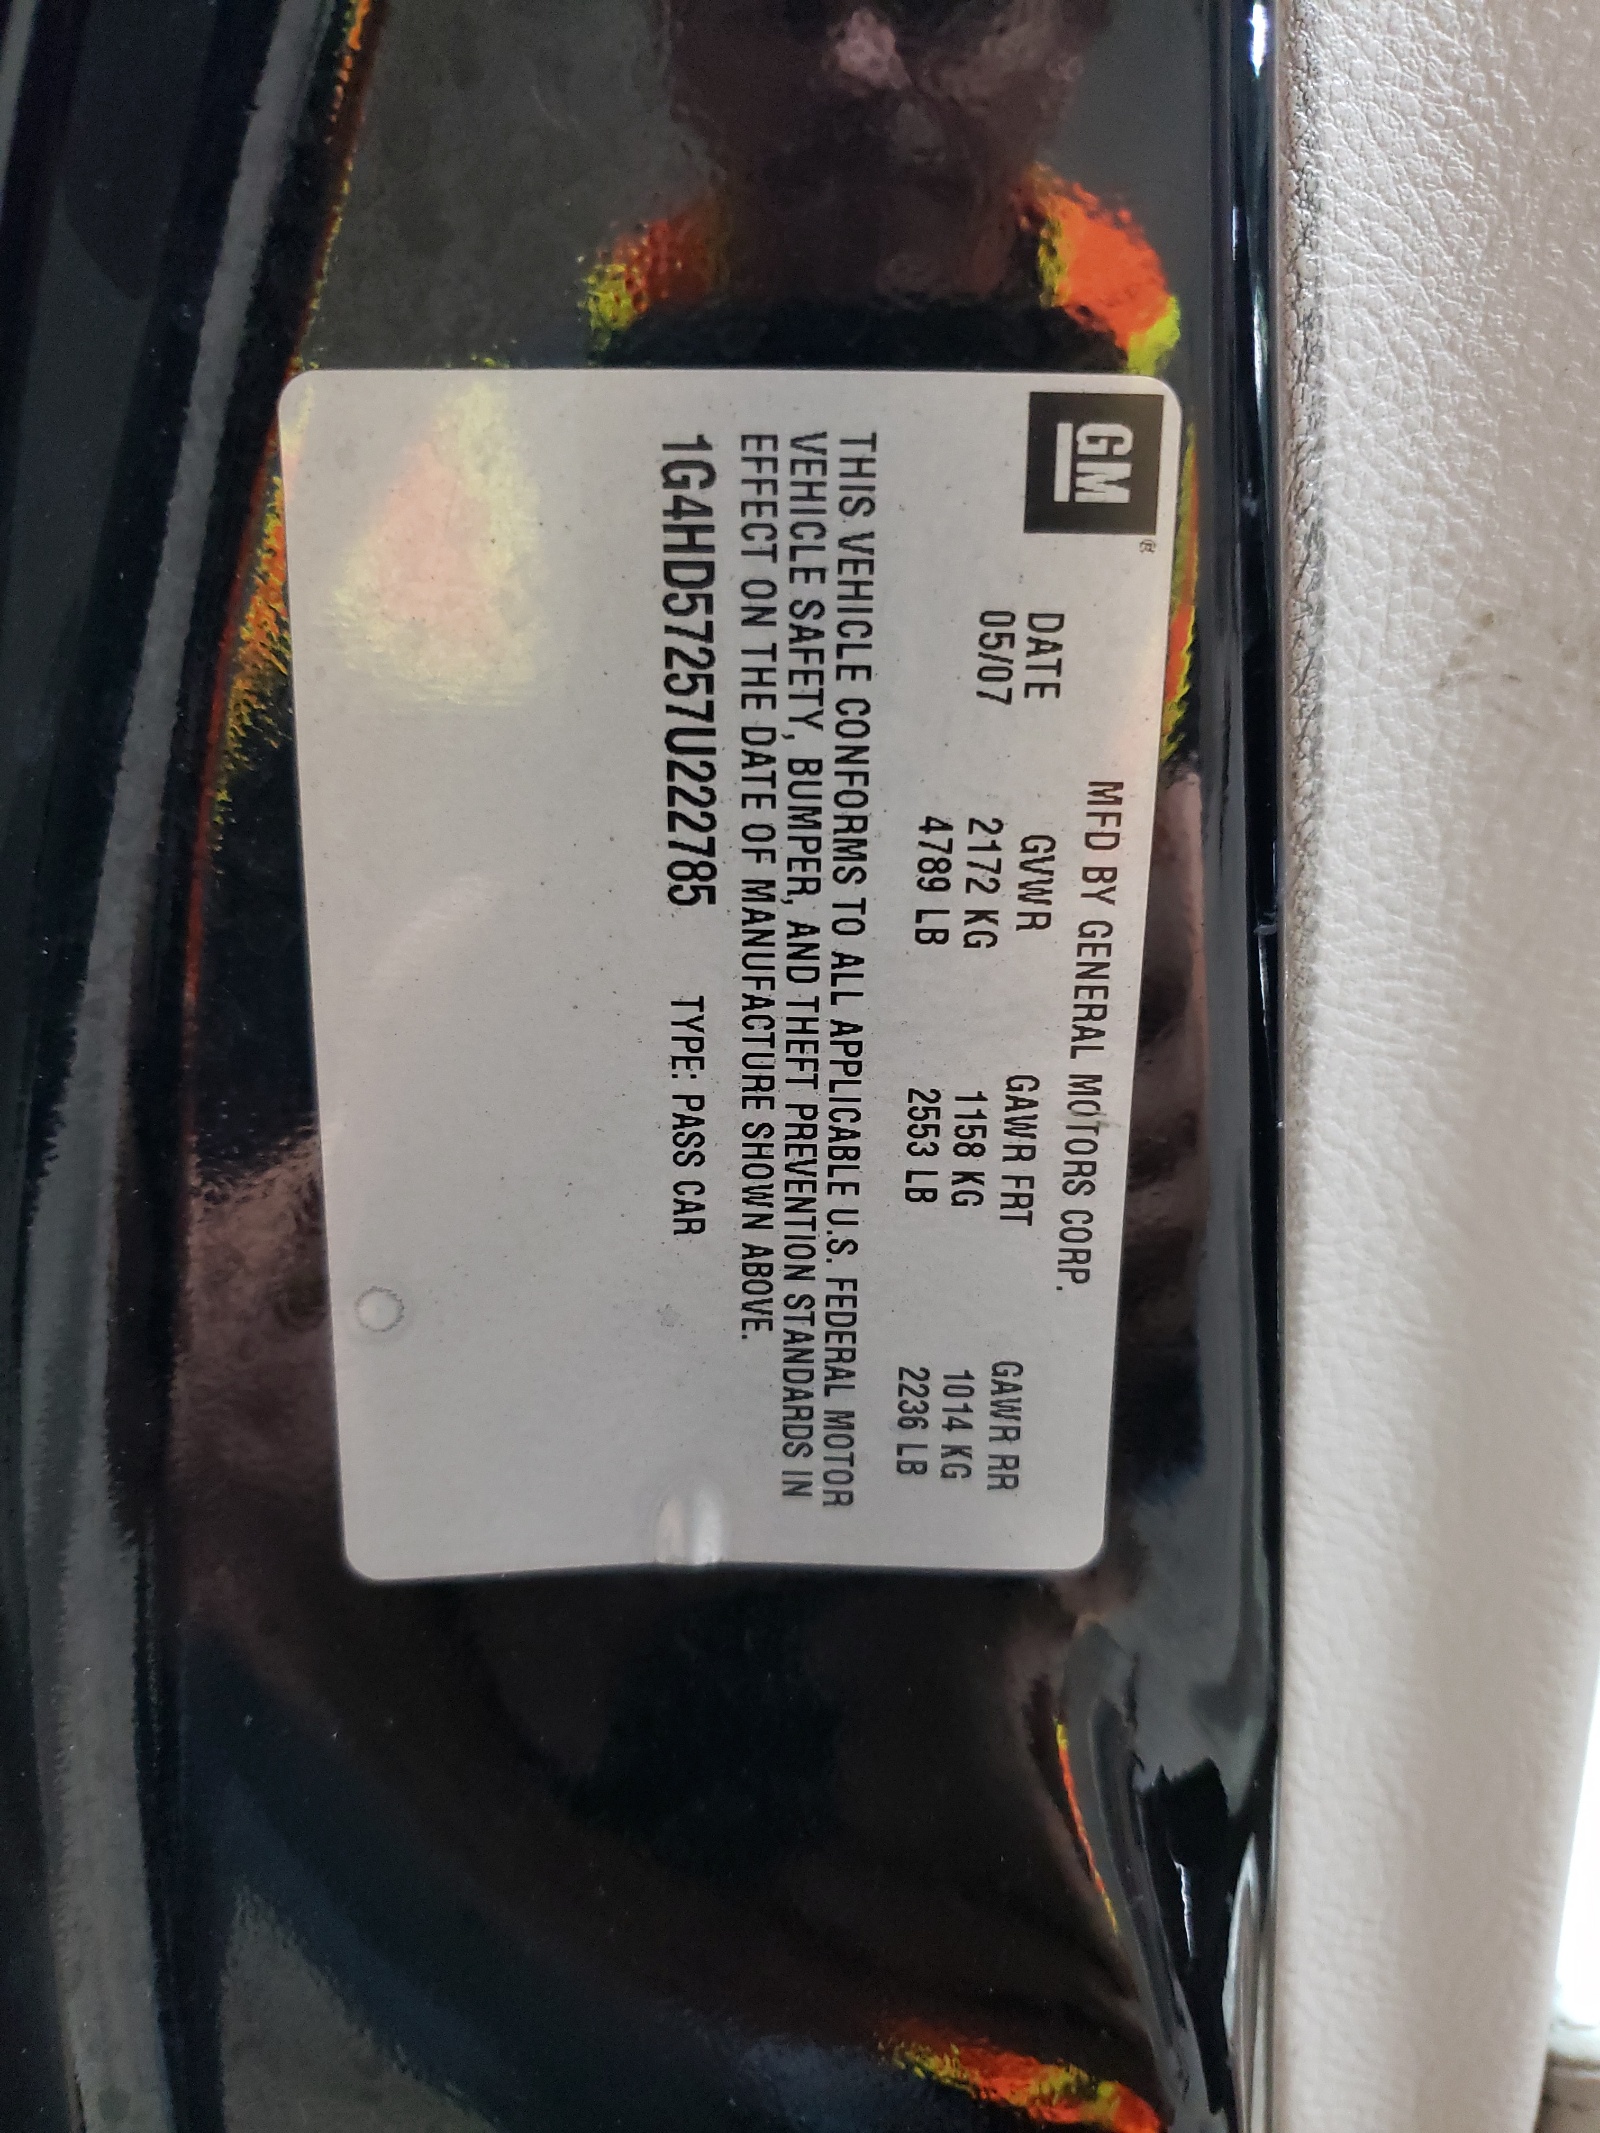 GM®
MFD BY GENERAL MOTORS CORP.
DATE GVWR GAWR FRT GAWR RR
05/07 2172 KG 1158 KG 1014 KG
4789 LB 2553 LB 2236 LB
THIS VEHICLE CONFORMS TO ALL APPLICABLE U.S. FEDERAL MOTOR
VEHICLE SAFETY, BUMPER, AND THEFT PREVENTION STANDARDS IN
EFFECT ON THE DATE OF MANUFACTURE SHOWN ABOVE.
1G4HD57257U222785 TYPE: PASS CAR